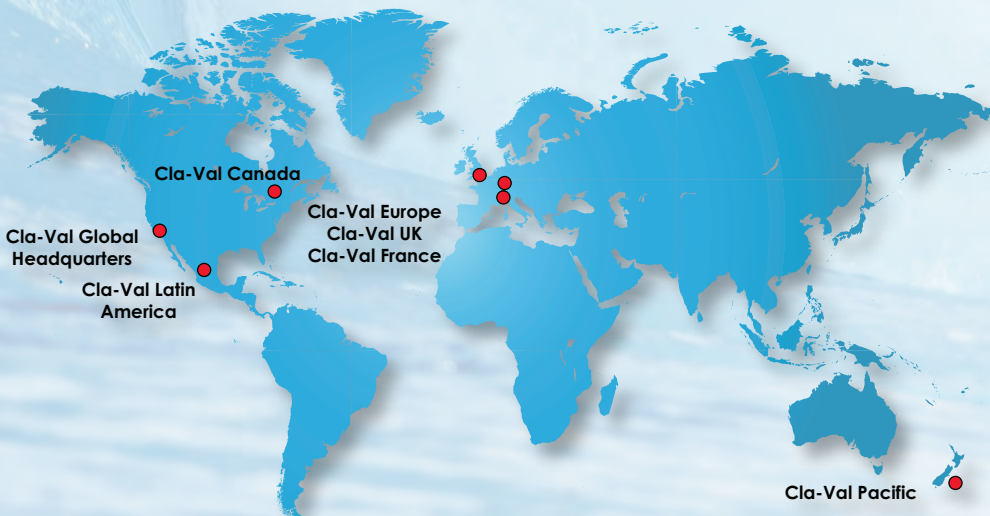 Cla-Val Canada
Cla-Val Europe
Cla-Val UK
Cla-Val France
Cla-Val Global
Headquarters
Cla-Val Latin
America
Cla-Val Pacific